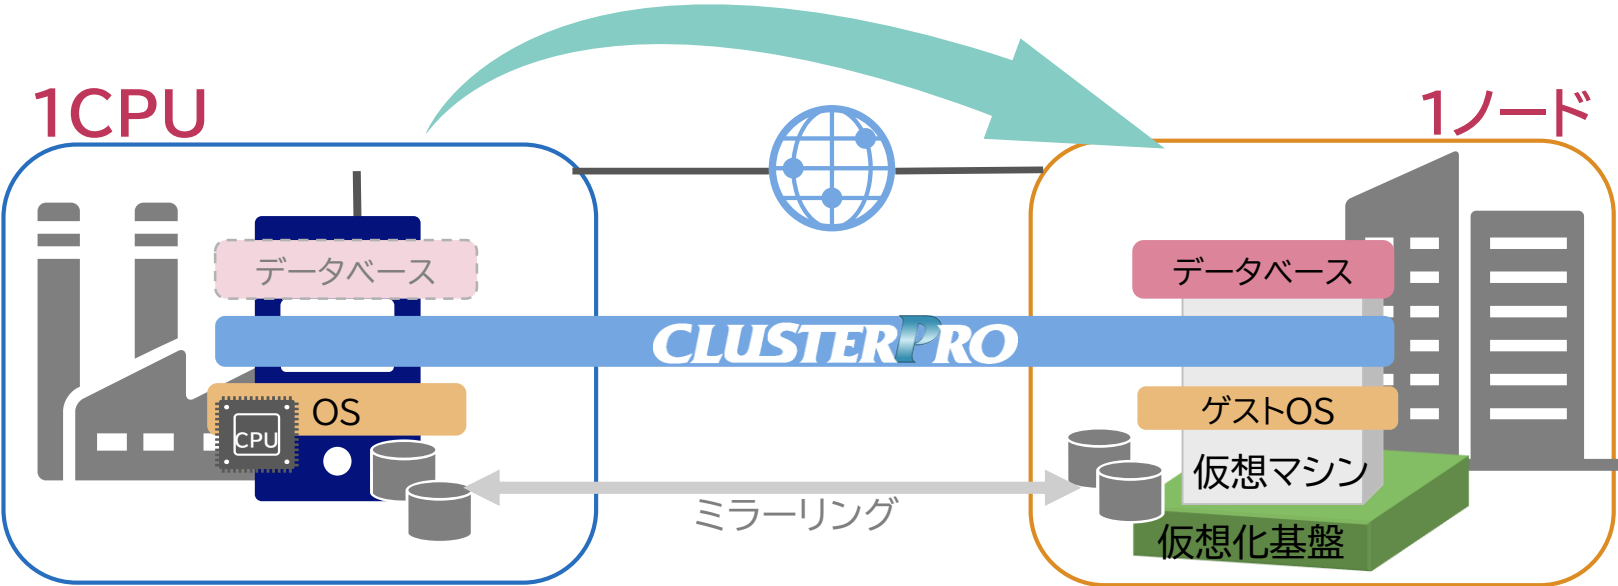 1CPU
1ノード
データベース
データベース
CLUSTERPRO
OS
CPU
ゲストOS
仮想マシン
ミラーリング
仮想化基盤